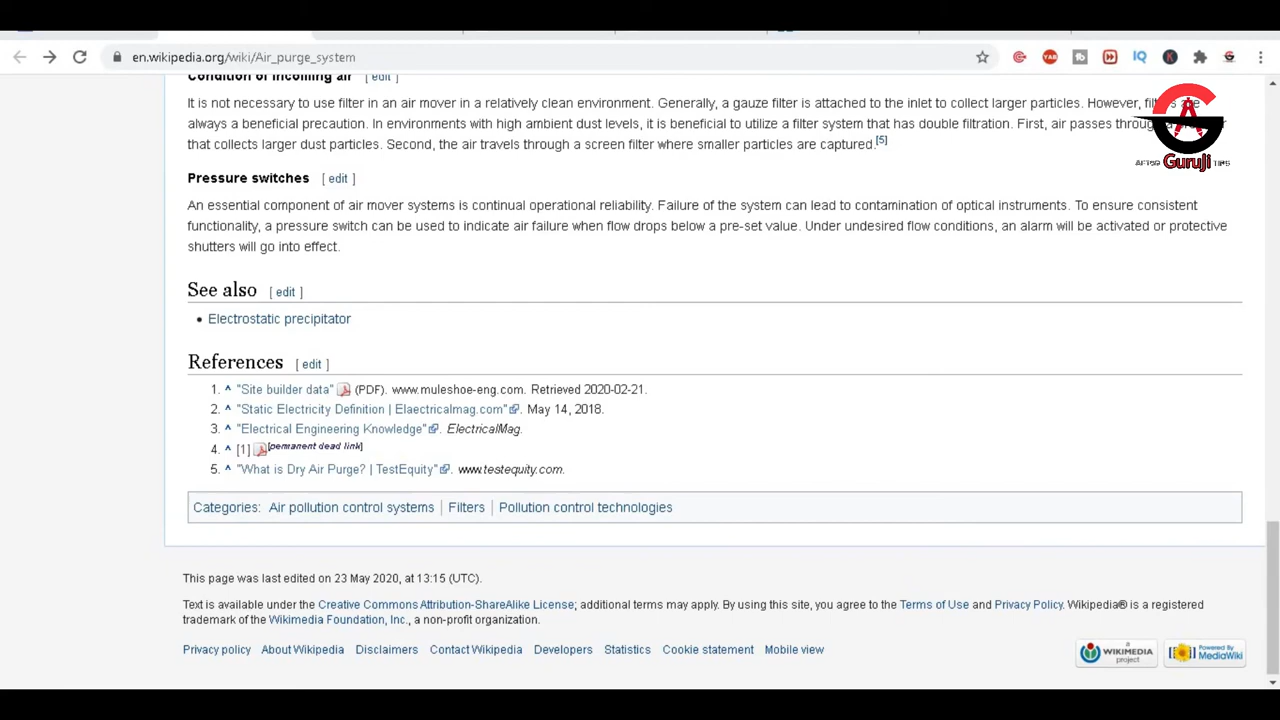 en.wikipedia.org/wiki/Air_purge_system
Condition of incoming air [ edit ]
It is not necessary to use filter in an air mover in a relatively clean environment. Generally, a gauze filter is attached to the inlet to collect larger particles. However, filters are
always a beneficial precaution. In environments with high ambient dust levels, it is beneficial to utilize a filter system that has double filtration. First, air passes through a
that collects larger dust particles. Second, the air travels through a screen filter where smaller particles are captured.[5]
Guruji TIPS
Pressure switches [ edit ]
An essential component of air mover systems is continual operational reliability. Failure of the system can lead to contamination of optical instruments. To ensure consistent
functionality, a pressure switch can be used to indicate air failure when flow drops below a pre-set value. Under undesired flow conditions, an alarm will be activated or protective
shutters will go into effect.
See also [ edit ]
• Electrostatic precipitator
References [ edit ]
1. ^ "Site builder data" (PDF). www.muleshoe-eng.com. Retrieved 2020-02-21.
2. ^ "Static Electricity Definition | Elaectricalmag.com". May 14, 2018.
3. ^ "Electrical Engineering Knowledge". ElectricalMag.
4. ^ [1] [permanent dead link]
5. ^ "What is Dry Air Purge? | TestEquity". www.testequity.com.
Categories: Air pollution control systems | Filters | Pollution control technologies
This page was last edited on 23 May 2020, at 13:15 (UTC).
Text is available under the Creative Commons Attribution-ShareAlike License; additional terms may apply. By using this site, you agree to the Terms of Use and Privacy Policy. Wikipedia® is a registered
trademark of the Wikimedia Foundation, Inc., a non-profit organization.
Privacy policy About Wikipedia Disclaimers Contact Wikipedia Developers Statistics Cookie statement Mobile view
a WIKIMEDIA project
Powered By MediaWiki